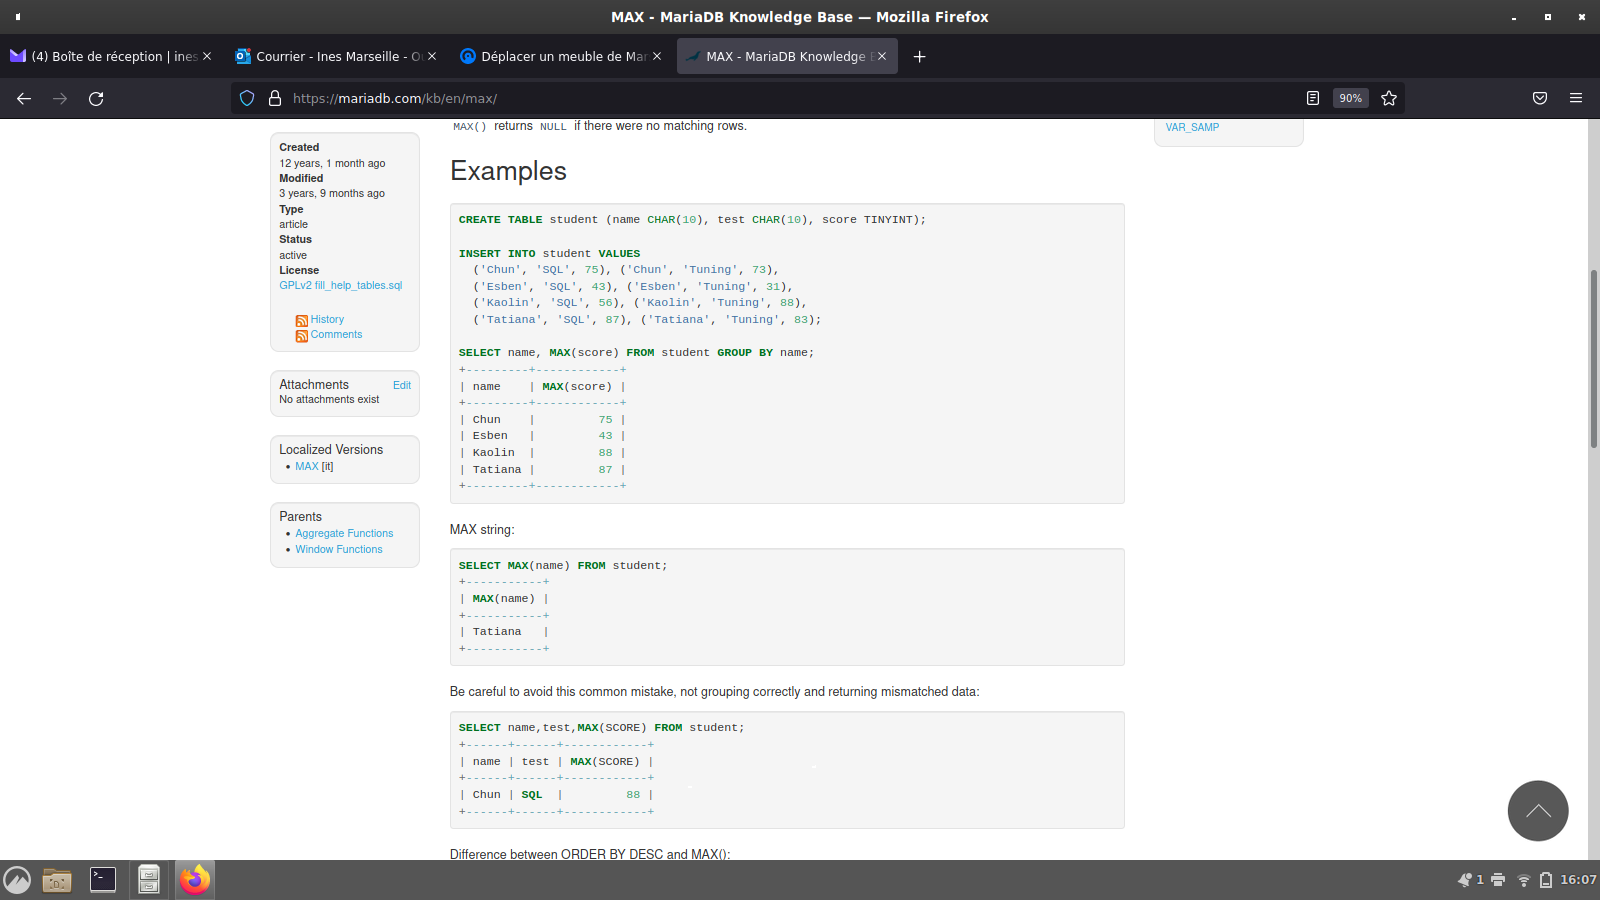 MAX - MariaDB Knowledge Base — Mozilla Firefox
(4) Boîte de réception | ines
Courrier - Ines Marseille - O
Déplacer un meuble de Mar
MAX - MariaDB Knowledge B
https://mariadb.com/kb/en/max/
90%
MAX() returns NULL if there were no matching rows.
VAR_SAMP
Created
12 years, 1 month ago
Modified
3 years, 9 months ago
Type
article
Status
active
License
GPLv2 fill_help_tables.sql
History
Comments
Attachments Edit
No attachments exist
Localized Versions
• MAX [it]
Parents
• Aggregate Functions
• Window Functions
Examples
CREATE TABLE student (name CHAR(10), test CHAR(10), score TINYINT);
INSERT INTO student VALUES
('Chun', 'SQL', 75), ('Chun', 'Tuning', 73),
('Esben', 'SQL', 43), ('Esben', 'Tuning', 31),
('Kaolin', 'SQL', 56), ('Kaolin', 'Tuning', 88),
('Tatiana', 'SQL', 87), ('Tatiana', 'Tuning', 83);
SELECT name, MAX(score) FROM student GROUP BY name;
+---------+------------+
| name    | MAX(score) |
+---------+------------+
| Chun    |         75 |
| Esben   |         43 |
| Kaolin  |         88 |
| Tatiana |         87 |
+---------+------------+
MAX string:
SELECT MAX(name) FROM student;
+-----------+
| MAX(name) |
+-----------+
| Tatiana   |
+-----------+
Be careful to avoid this common mistake, not grouping correctly and returning mismatched data:
SELECT name,test,MAX(SCORE) FROM student;
+------+------+------------+
| name | test | MAX(SCORE) |
+------+------+------------+
| Chun | SQL  |         88 |
+------+------+------------+
Difference between ORDER BY DESC and MAX():
1
16:07